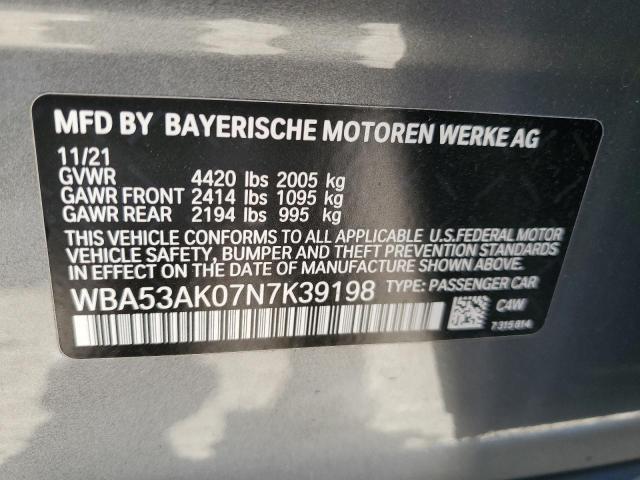 MFD BY BAYERISCHE MOTOREN WERKE AG
11/21
GVWR 4420 lbs 2005 kg
GAWR FRONT 2414 lbs 1095 kg
GAWR REAR 2194 lbs 995 kg
THIS VEHICLE CONFORMS TO ALL APPLICABLE U.S.FEDERAL MOTOR
VEHICLE SAFETY, BUMPER AND THEFT PREVENTION STANDARDS
IN EFFECT ON THE DATE OF MANUFACTURE SHOWN ABOVE.
WBA53AK07N7K39198 TYPE: PASSENGER CAR
C4W
7315814